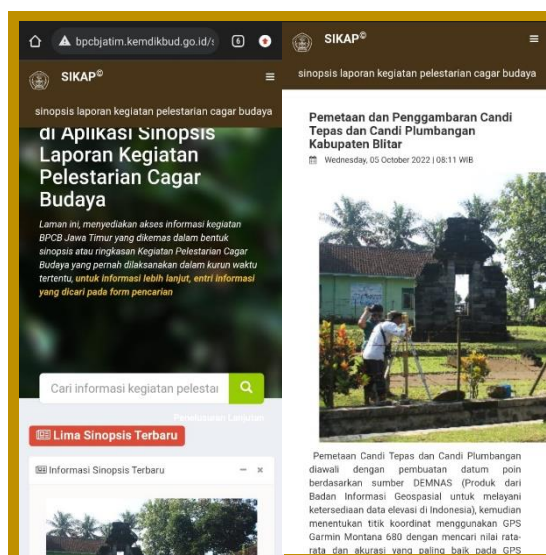 bpcbjatim.kemdikbud.go.id/s
6
SIKAP©
sinopsis laporan kegiatan pelestarian cagar budaya
di Aplikasi Sinopsis
Laporan Kegiatan
Pelestarian Cagar
Budaya
Laman ini, menyediakan akses informasi kegiatan
BPCB Jawa Timur yang dikemas dalam bentuk
sinopsis atau ringkasan Kegiatan Pelestarian Cagar
Budaya yang pernah dilaksanakan dalam kurun waktu
tertentu, untuk informasi lebih lanjut, entri informasi
yang dicari pada form pencarian
Cari informasi kegiatan pelestar
Penelusuran Lanjutan
Lima Sinopsis Terbaru
Informasi Sinopsis Terbaru
SIKAP©
sinopsis laporan kegiatan pelestarian cagar budaya
Pemetaan dan Penggambaran Candi
Tepas dan Candi Plumbangan
Kabupaten Blitar
Wednesday, 05 October 2022 | 08:11 WIB
Pemetaan Candi Tepas dan Candi Plumbangan
diawali dengan pembuatan datum poin
berdasarkan sumber DEMNAS (Produk dari
Badan Informasi Geospasial untuk melayani
ketersediaan data elevasi di Indonesia), kemudian
menentukan titik koordinat menggunakan GPS
Garmin Montana 680 dengan mencari nilai rata-
rata dan akurasi yang paling baik pada GPS